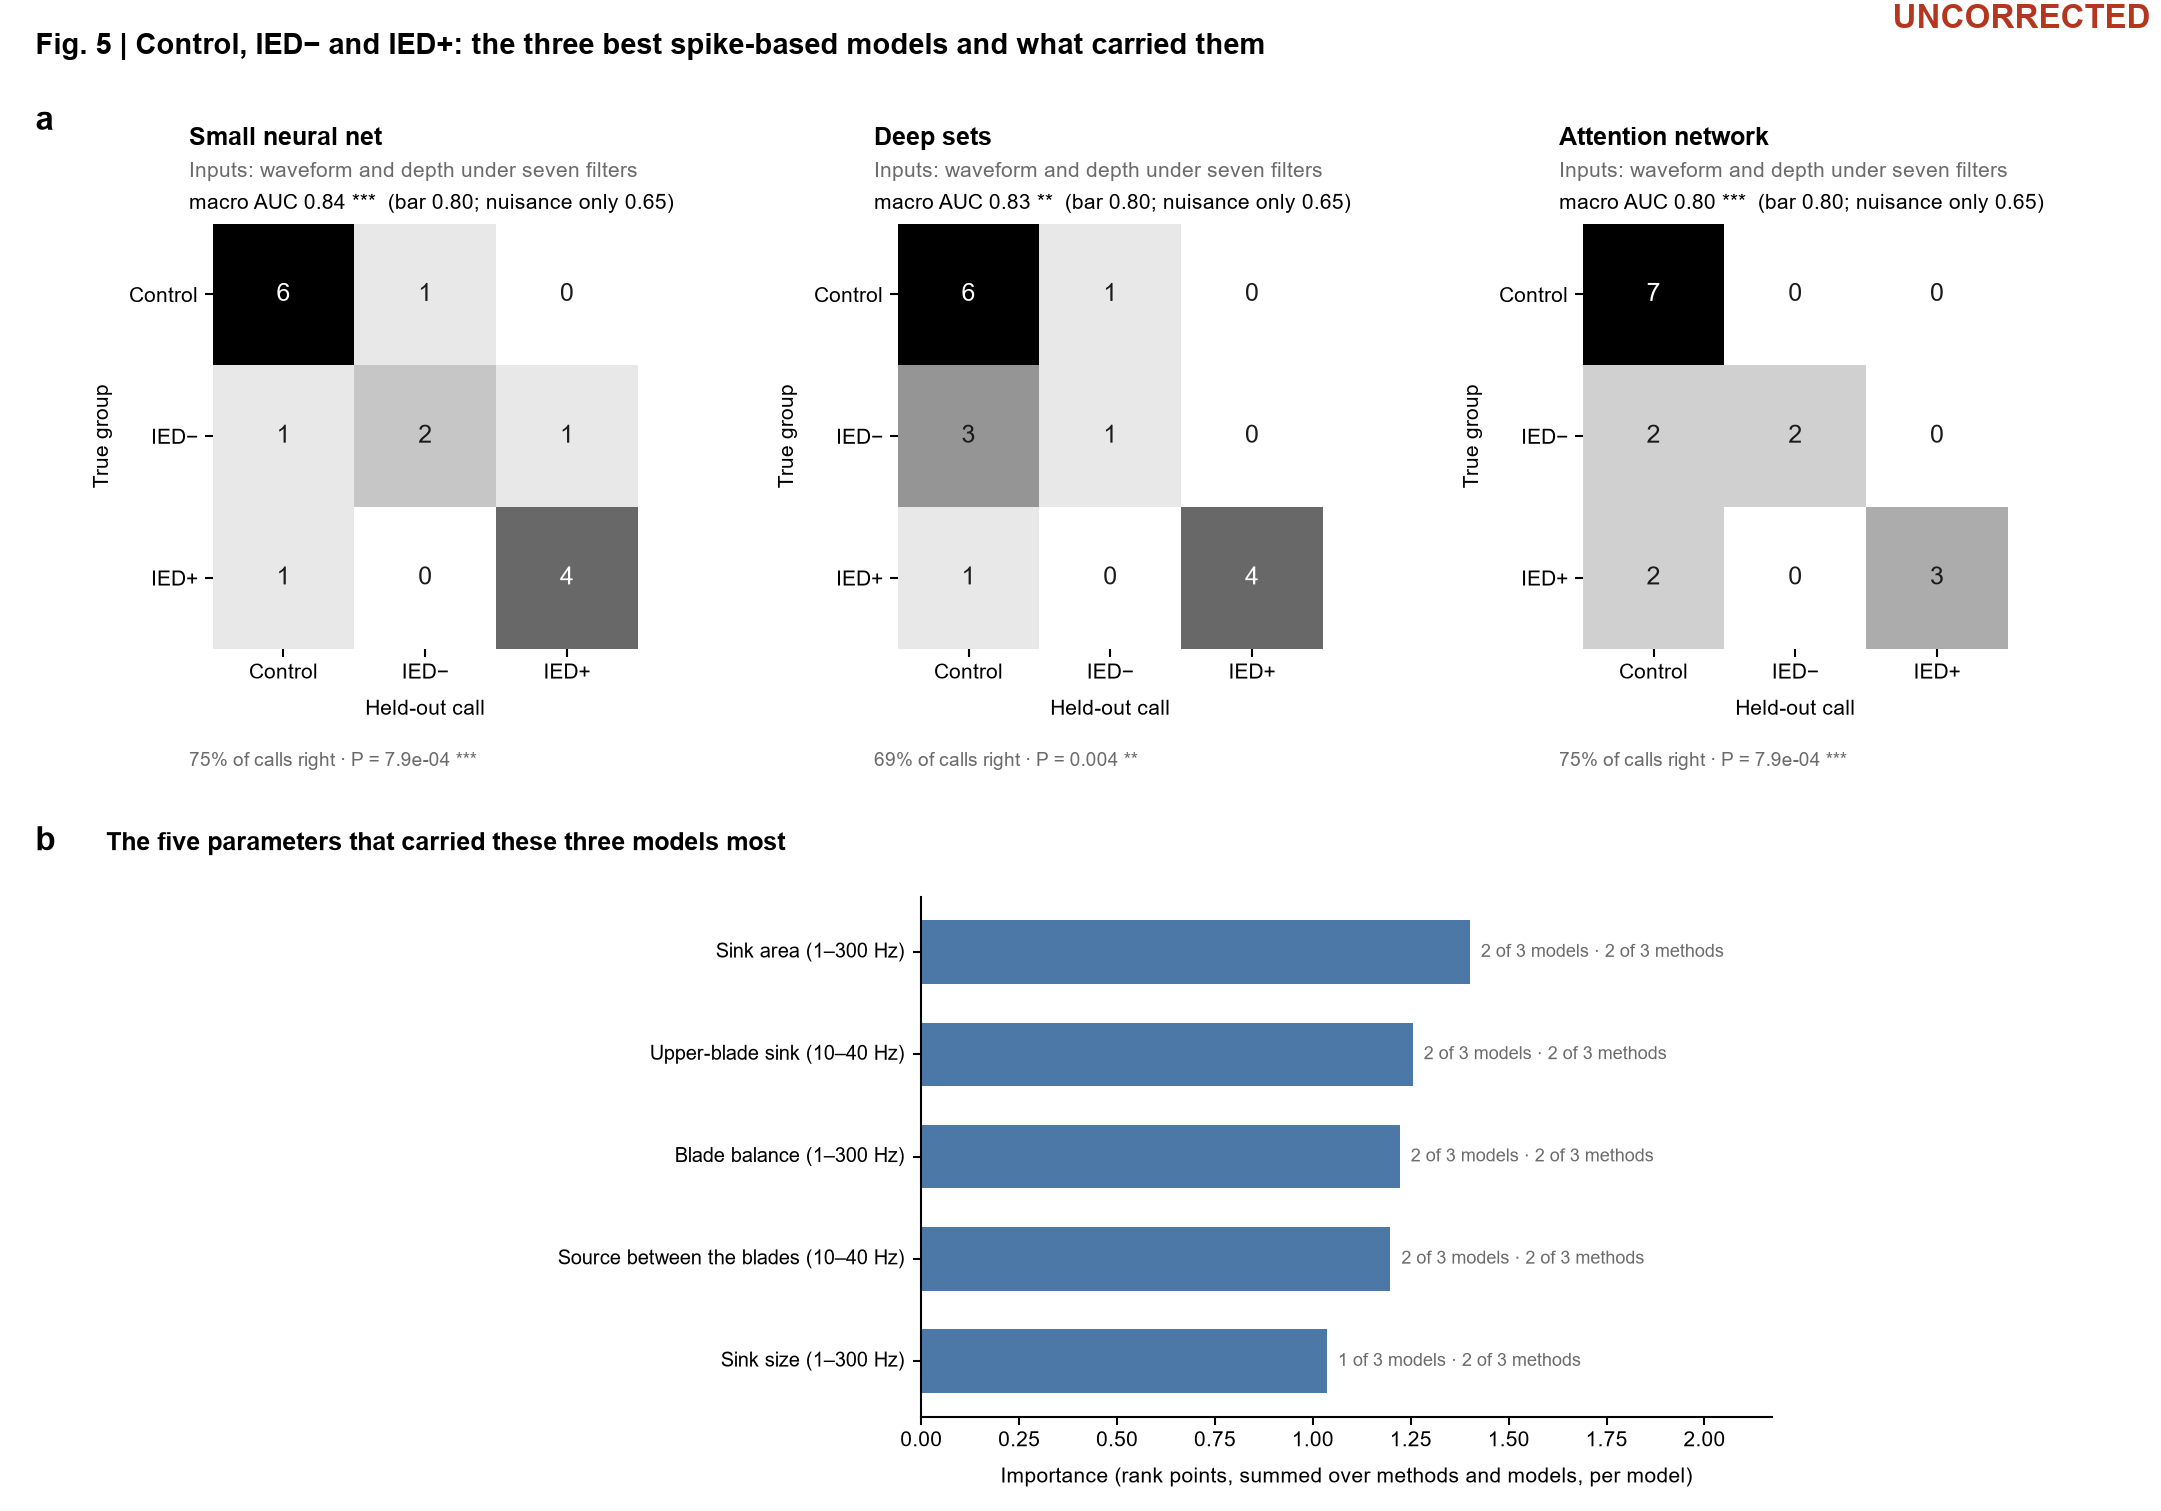 UNCORRECTED
Fig. 5 | Control, IED− and IED+: the three best spike-based models and what carried them
a
Small neural net
Inputs: waveform and depth under seven filters
macro AUC 0.84 *** (bar 0.80; nuisance only 0.65)
True group
Control
IED−
IED+
6 1 0
1 2 1
1 0 4
Control IED− IED+
Held-out call
75% of calls right · P = 7.9e-04 ***
Deep sets
Inputs: waveform and depth under seven filters
macro AUC 0.83 ** (bar 0.80; nuisance only 0.65)
True group
Control
IED−
IED+
6 1 0
3 1 0
1 0 4
Control IED− IED+
Held-out call
69% of calls right · P = 0.004 **
Attention network
Inputs: waveform and depth under seven filters
macro AUC 0.80 *** (bar 0.80; nuisance only 0.65)
True group
Control
IED−
IED+
7 0 0
2 2 0
2 0 3
Control IED− IED+
Held-out call
75% of calls right · P = 7.9e-04 ***
b
The five parameters that carried these three models most
Sink area (1–300 Hz) 2 of 3 models · 2 of 3 methods
Upper-blade sink (10–40 Hz) 2 of 3 models · 2 of 3 methods
Blade balance (1–300 Hz) 2 of 3 models · 2 of 3 methods
Source between the blades (10–40 Hz) 2 of 3 models · 2 of 3 methods
Sink size (1–300 Hz) 1 of 3 models · 2 of 3 methods
0.00 0.25 0.50 0.75 1.00 1.25 1.50 1.75 2.00
Importance (rank points, summed over methods and models, per model)